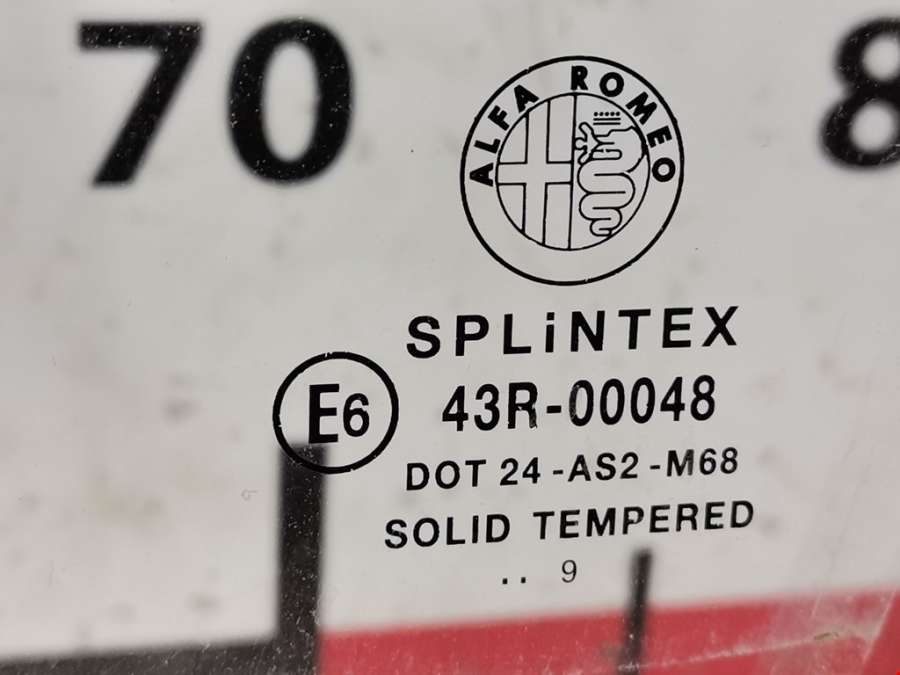 70
8
ALFA ROMEO
SPLiNTEX
E6
43R-00048
DOT 24-AS2-M68
SOLID TEMPERED
.. 9